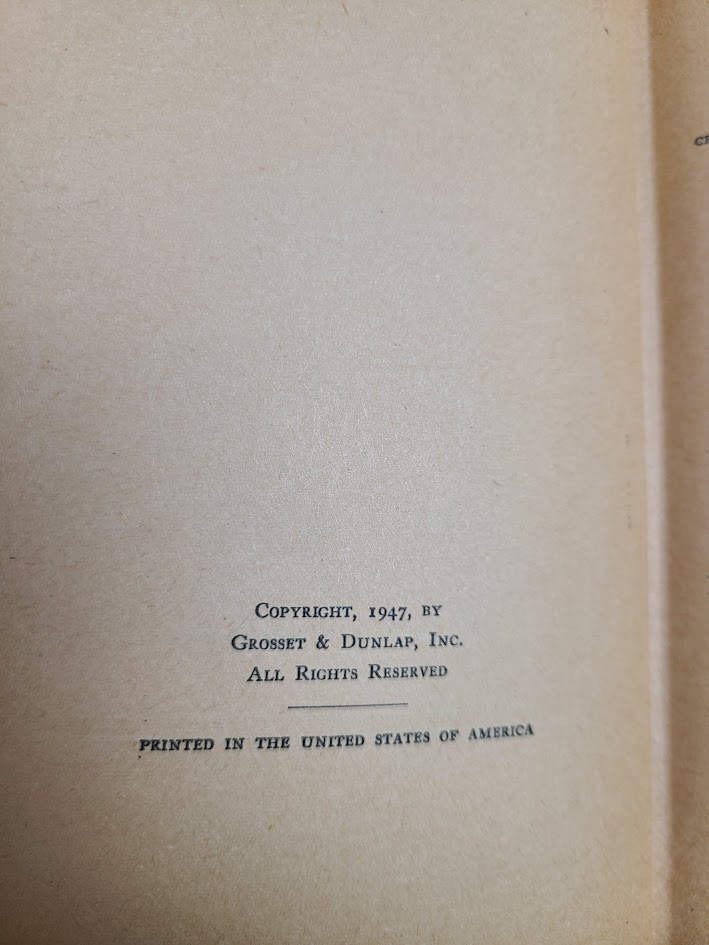 COPYRIGHT, 1947, BY
GROSSET & DUNLAP, INC.
ALL RIGHTS RESERVED
PRINTED IN THE UNITED STATES OF AMERICA